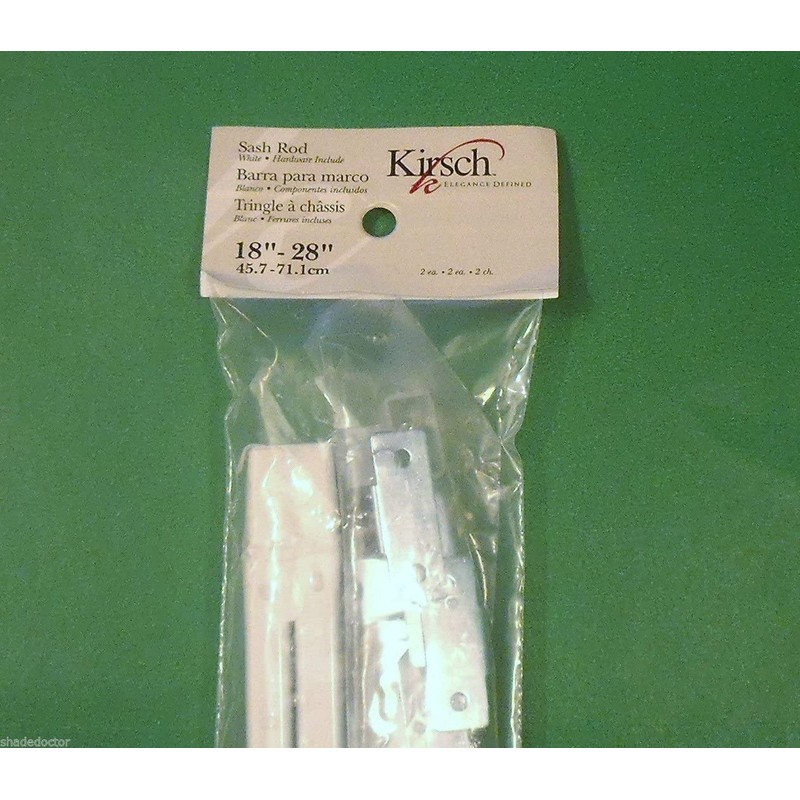 Sash Rod
White • Hardware Include
Barra para marco
Blanco • Componentes incluidos
Tringle à châssis
Blanc • Ferrures incluses
18"- 28"
45.7-71.1cm
Kirsch™
ELEGANCE DEFINED
2 ea. • 2 ea. • 2 ch.
shadedoctor